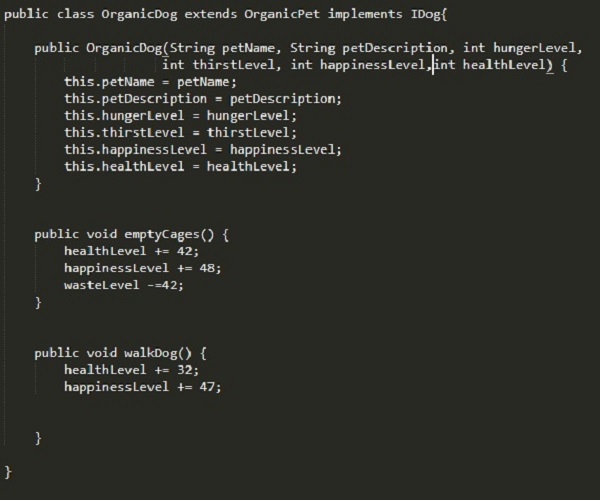 public class OrganicDog extends OrganicPet implements IDog{
public OrganicDog(String petName, String petDescription, int hungerLevel,
int thirstLevel, int happinessLevel,int healthLevel) {
this.petName = petName;
this.petDescription = petDescription;
this.hungerLevel = hungerLevel;
this.thirstLevel = thirstLevel;
this.happinessLevel = happinessLevel;
this.healthLevel = healthLevel;
}
public void emptyCages() {
healthLevel += 42;
happinessLevel += 48;
wasteLevel -=42;
}
public void walkDog() {
healthLevel += 32;
happinessLevel += 47;
}
}